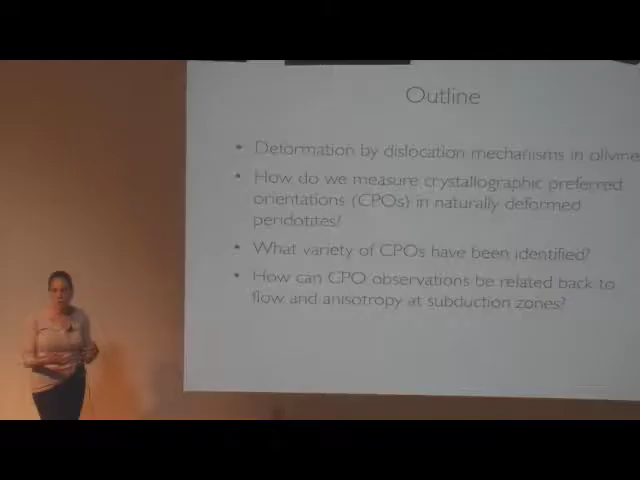 Outline
• Deformation by dislocation mechanisms in olivine
• How do we measure crystallographic preferred
orientations (CPOs) in naturally deformed
peridotites?
• What variety of CPOs have been identified?
• How can CPO observations be related back to
flow and anisotropy at subduction zones?